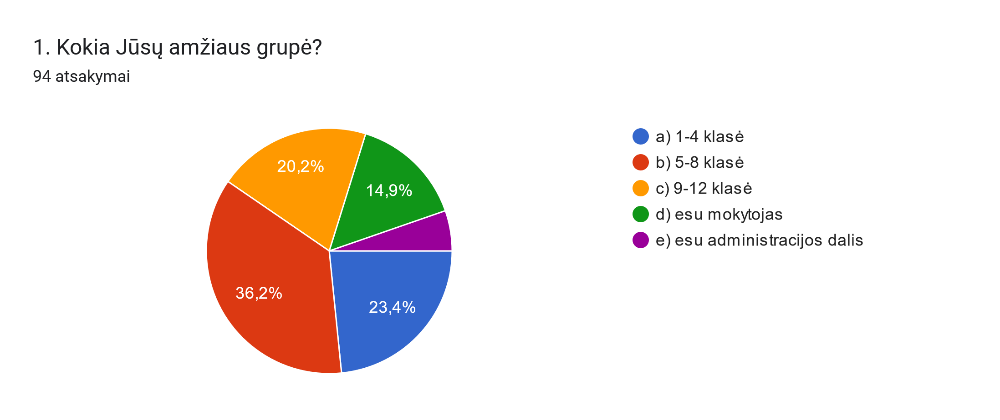 1. Kokia Jūsų amžiaus grupė?
94 atsakymai
20,2%
14,9%
36,2%
23,4%
a) 1-4 klasė
b) 5-8 klasė
c) 9-12 klasė
d) esu mokytojas
e) esu administracijos dalis